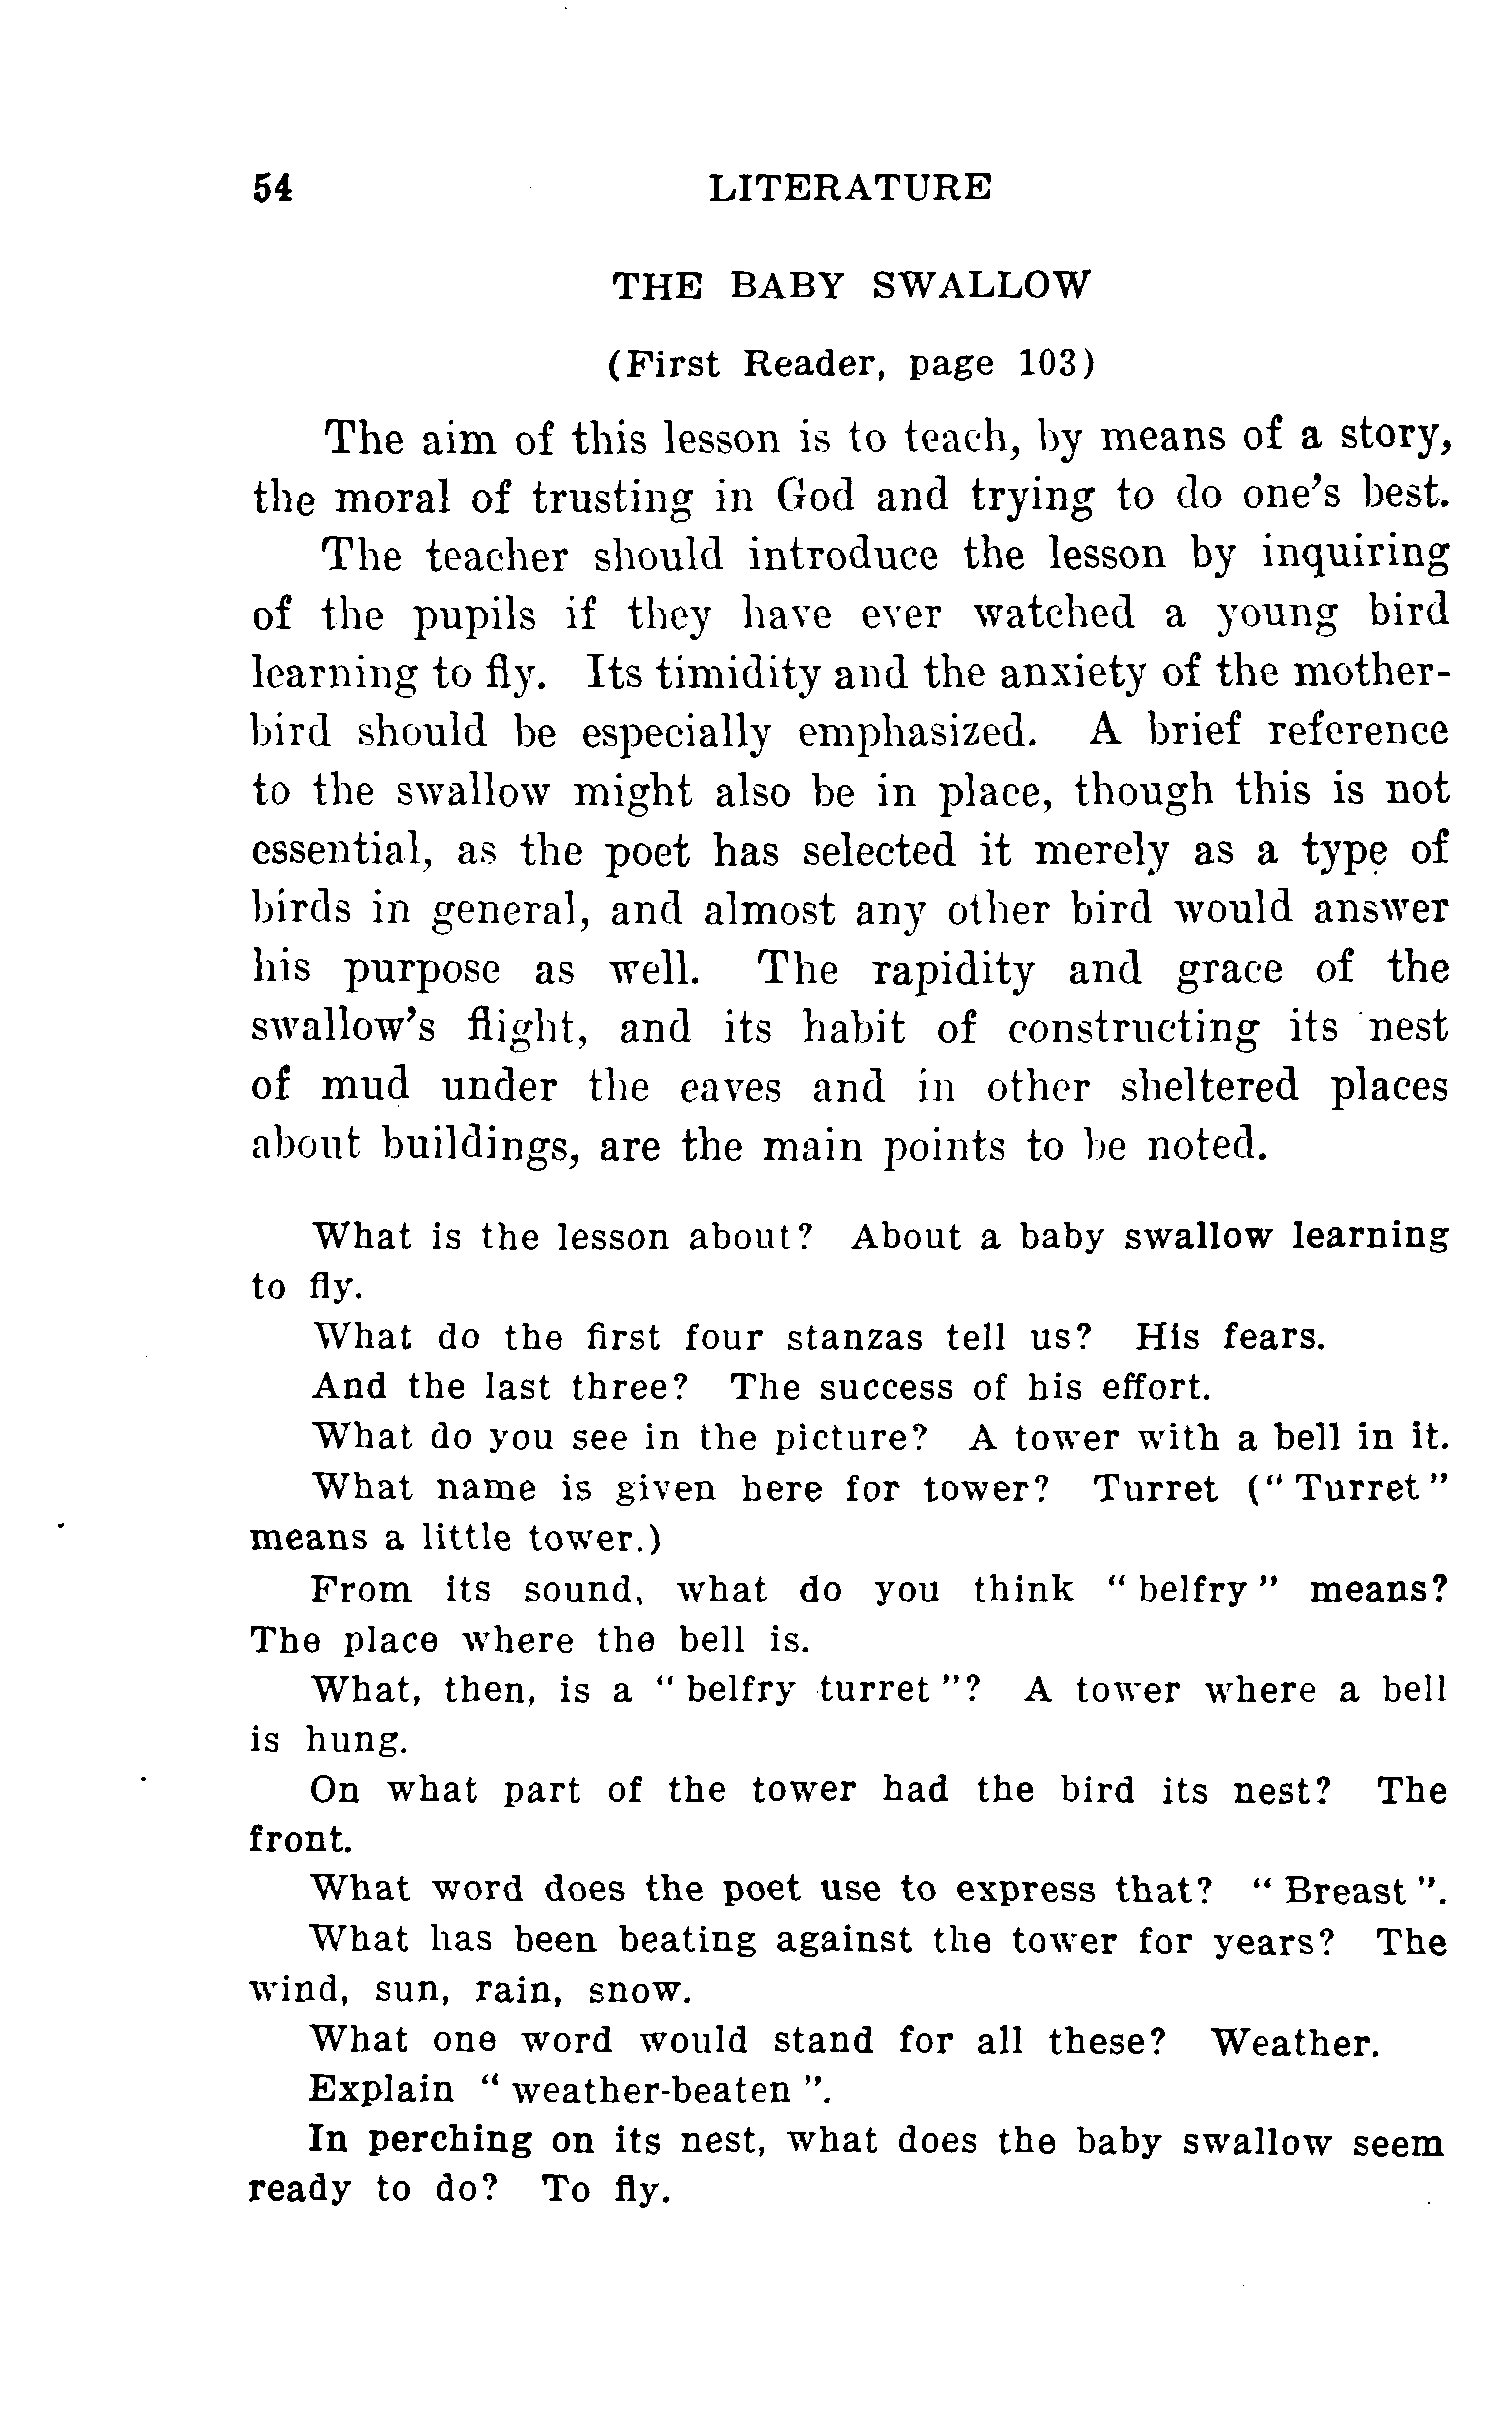 54 LITERATURE
THE BABY SWALLOW
(First Reader, page 103)
The aim of this lesson is to teach, by means of a story,
the moral of trusting in God and trying to do one's best.
The teacher should introduce the lesson by inquiring
of the pupils if they have ever watched a young bird
learning to fly. Its timidity and the anxiety of the mother-
bird should be especially emphasized. A brief reference
to the swallow might also be in place, though this is not
essential, as the poet has selected it merely as a type of
birds in general, and almost any other bird would answer
his purpose as well. The rapidity and grace of the
swallow's flight, and its habit of constructing its nest
of mud under the eaves and in other sheltered places
about buildings, are the main points to be noted.
What is the lesson about? About a baby swallow learning
to fly.
What do the first four stanzas tell us? His fears.
And the last three? The success of his effort.
What do you see in the picture? A tower with a bell in it.
What name is given here for tower? Turret (" Turret "
means a little tower.)
From its sound, what do you think " belfry " means?
The place where the bell is.
What, then, is a " belfry turret "? A tower where a bell
is hung.
On what part of the tower had the bird its nest? The
front.
What word does the poet use to express that? " Breast ".
What has been beating against the tower for years? The
wind, sun, rain, snow.
What one word would stand for all these? Weather.
Explain " weather-beaten ".
In perching on its nest, what does the baby swallow seem
ready to do? To fly.